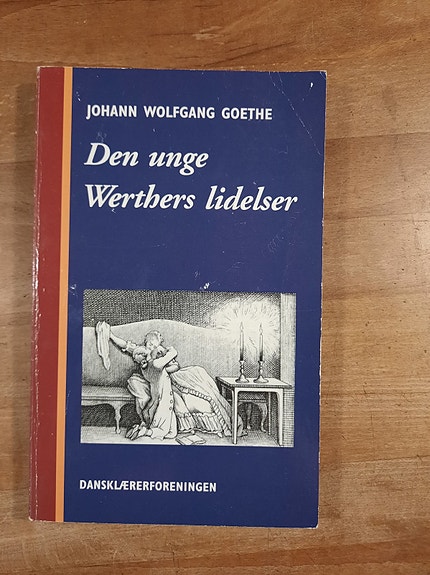 JOHANN WOLFGANG GOETHE
Den unge
Werthers lidelser
DANSKLÆRERFORENINGEN